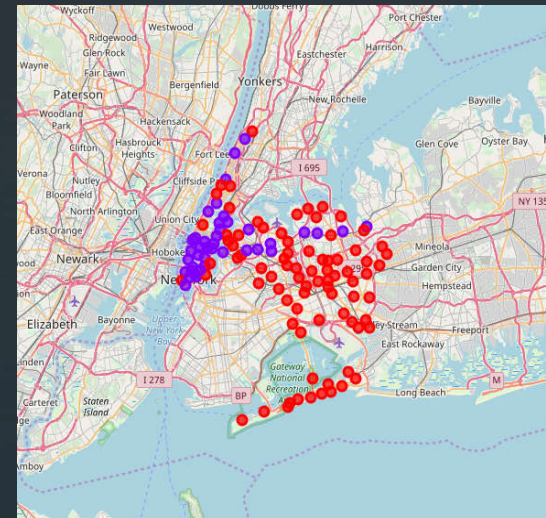 Wyckoff
Dobbs Ferry
Port Chester
Westwood
Ridgewood
Harrison
Glen Rock
Eastchester
Wayne
Fair Lawn
Yonkers
Paterson
Bergenfield
New Rochelle
Bayville
Woodland
Park
Hackensack
Clifton
Hasbrouck
Heights
Fort Lee
Glen Cove
Oyster Bay
Verona
Nutley
I 695
Cliffside Park
Bloomfield
NY 135
North Arlington
East Orange
Union City
Mineola
Newark
Hoboken
Garden City
New York
Hempstead
Elizabeth
Bayonne
Upper
New York
Bay
Valley Stream
Freeport
East Rockaway
Linden
I 278
Gateway
National
Recreation
Carteret
Staten
Island
BP
Long Beach
M
Amboy